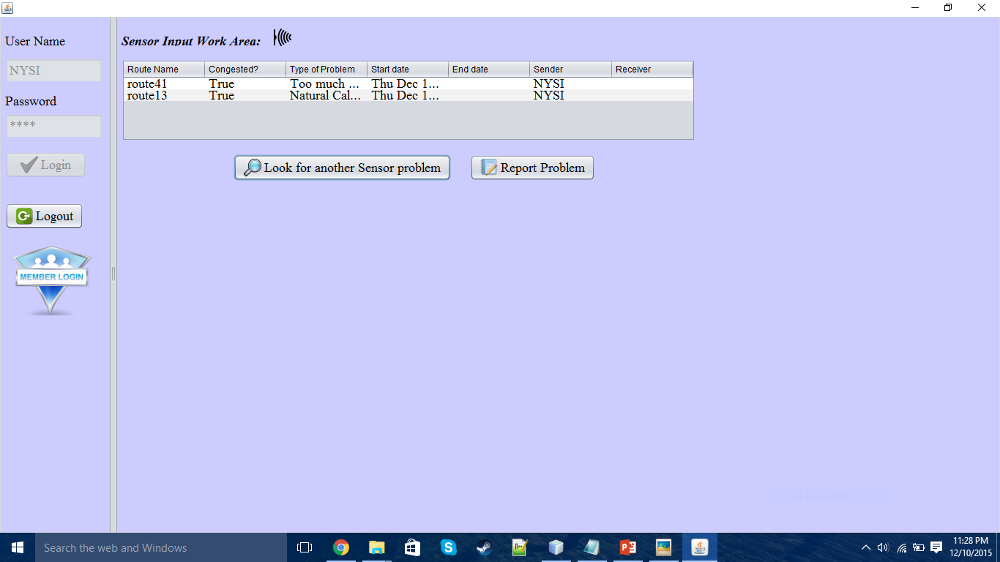 User Name
NYSI
Password
****
Login
Logout
MEMBER LOGIN
Sensor Input Work Area:
Route Name Congested? Type of Problem Start date End date Sender Receiver
route41 True Too much ... Thu Dec 1... NYSI
route13 True Natural Cal... Thu Dec 1... NYSI
Look for another Sensor problem Report Problem
Full-screen Snip
Search the web and Windows
11:28 PM
12/10/2015